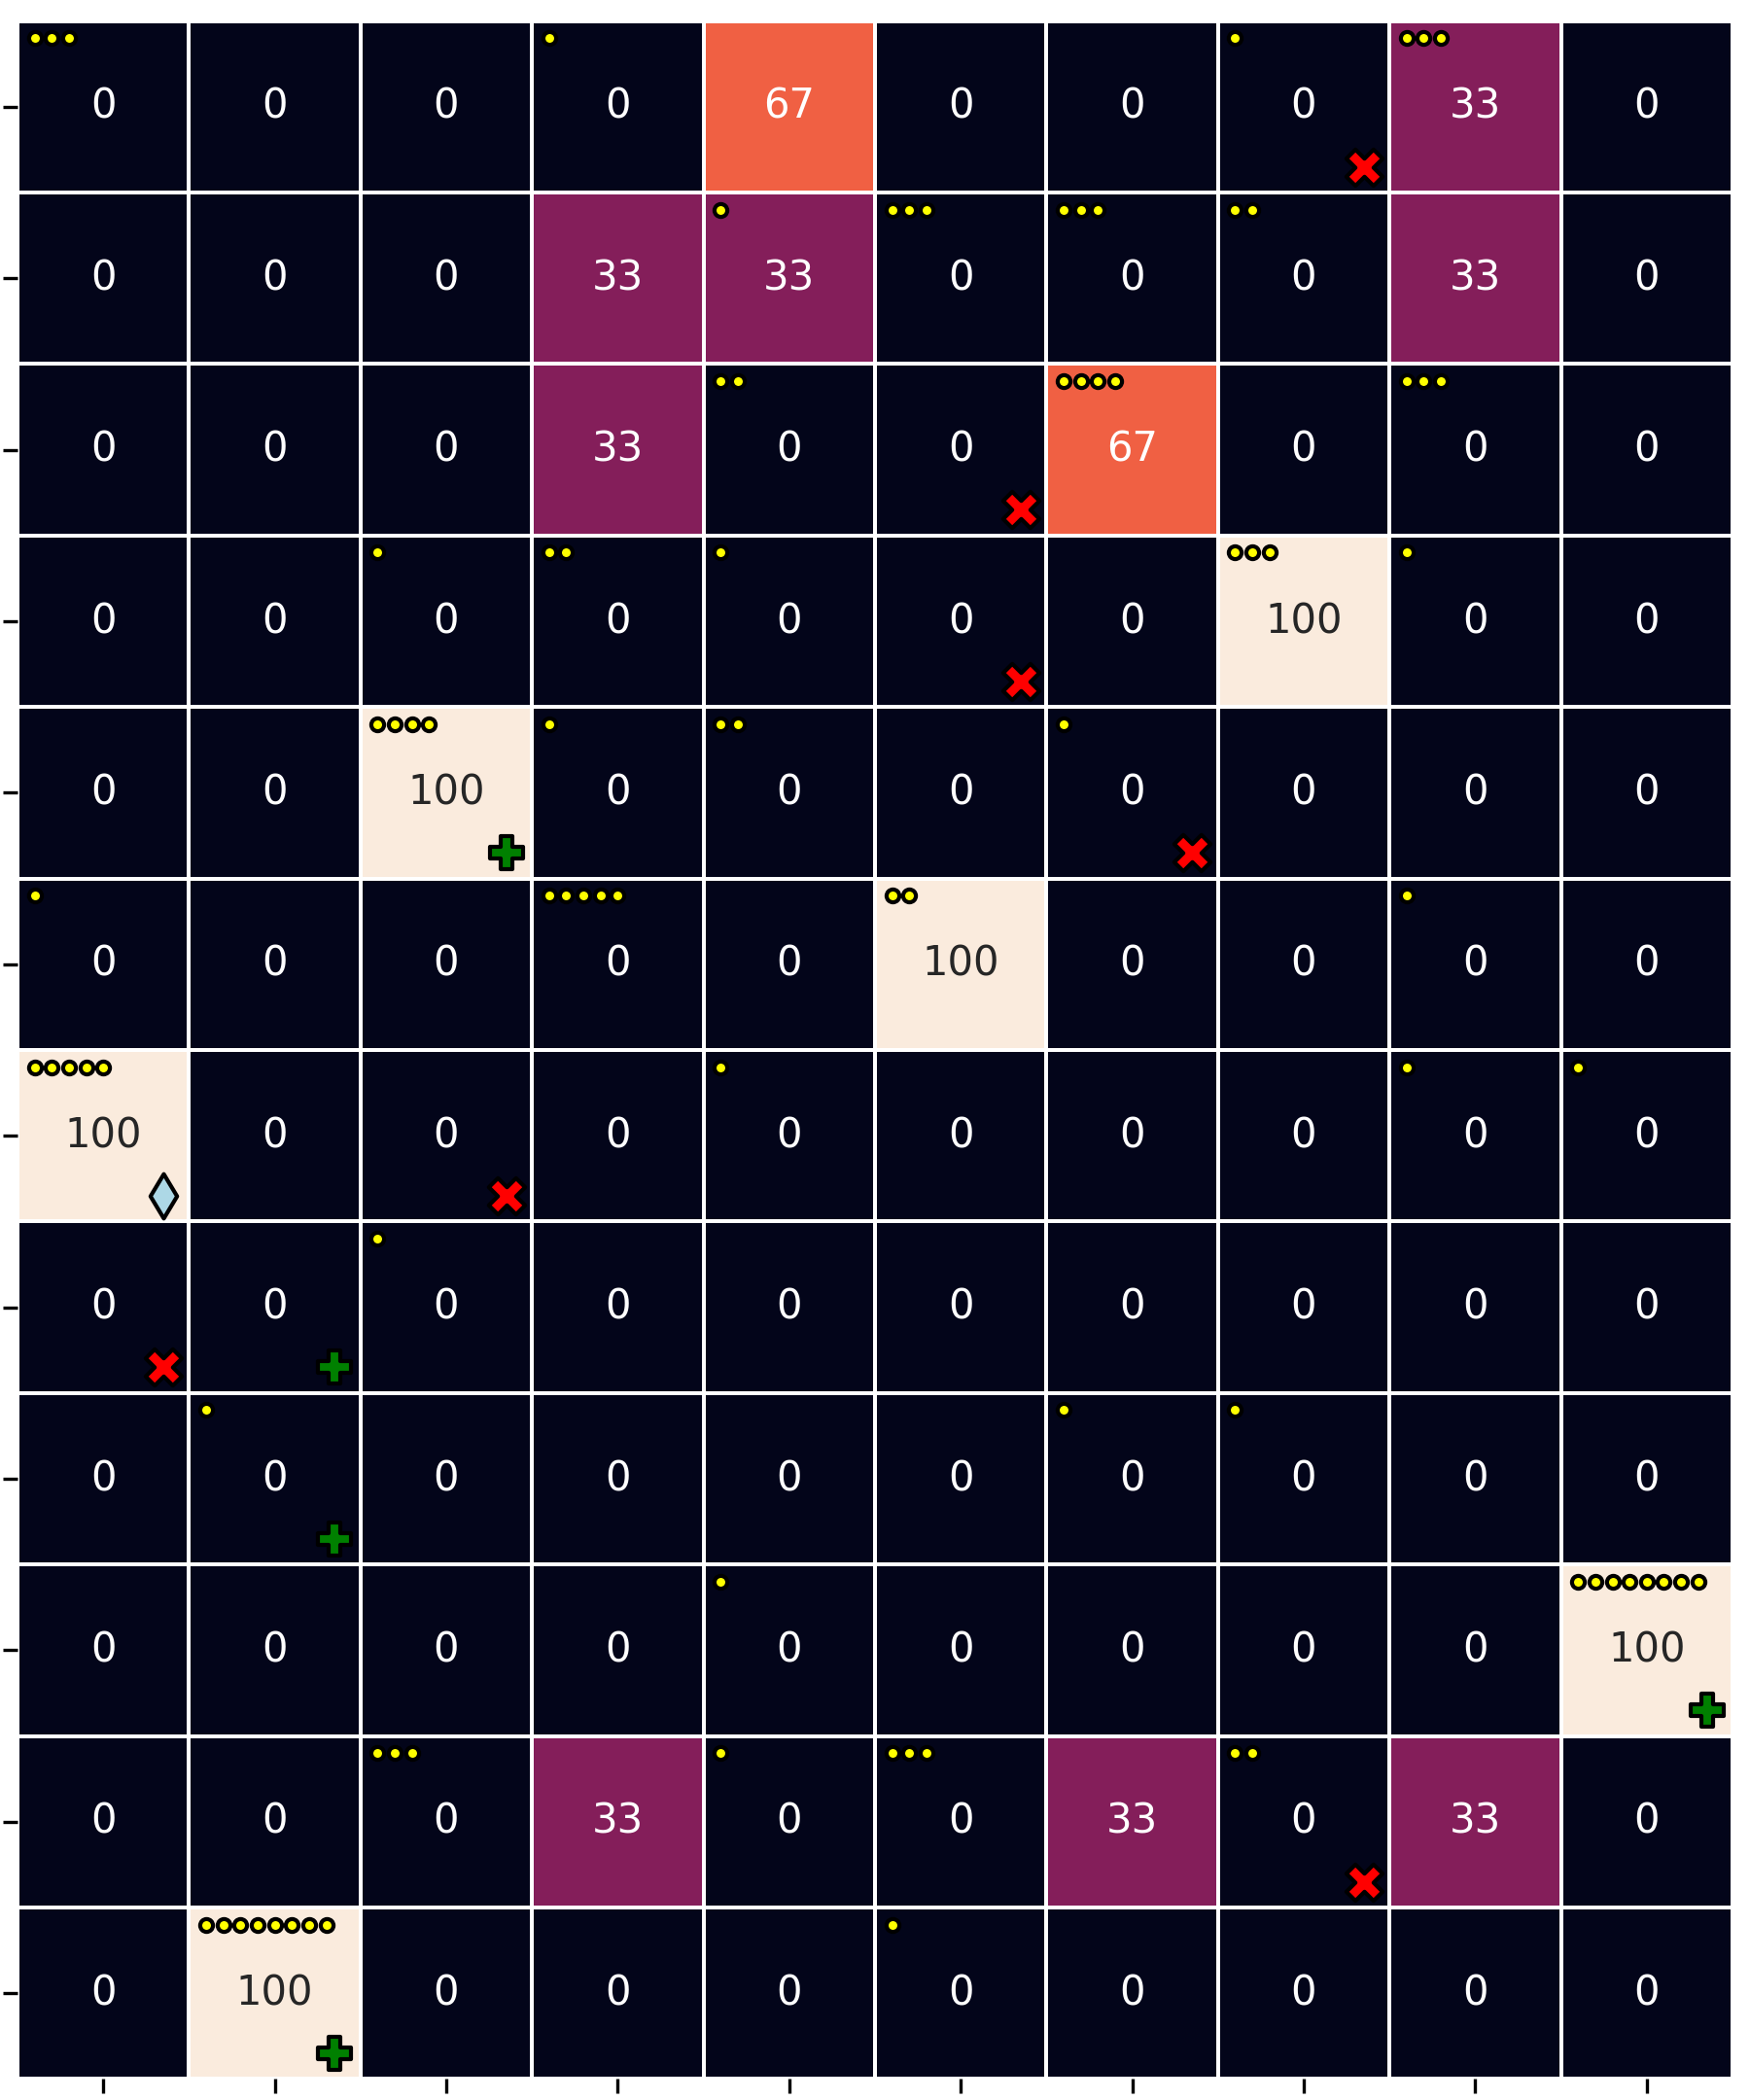 0 0 0 0 67 0 0 0 33 0
0 0 0 33 33 0 0 0 33 0
0 0 0 33 0 0 67 0 0 0
0 0 0 0 0 0 0 100 0 0
0 0 100 0 0 0 0 0 0 0
0 0 0 0 0 100 0 0 0 0
100 0 0 0 0 0 0 0 0 0
0 0 0 0 0 0 0 0 0 0
0 0 0 0 0 0 0 0 0 0
0 0 0 0 0 0 0 0 0 100
0 0 0 33 0 0 33 0 33 0
0 100 0 0 0 0 0 0 0 0